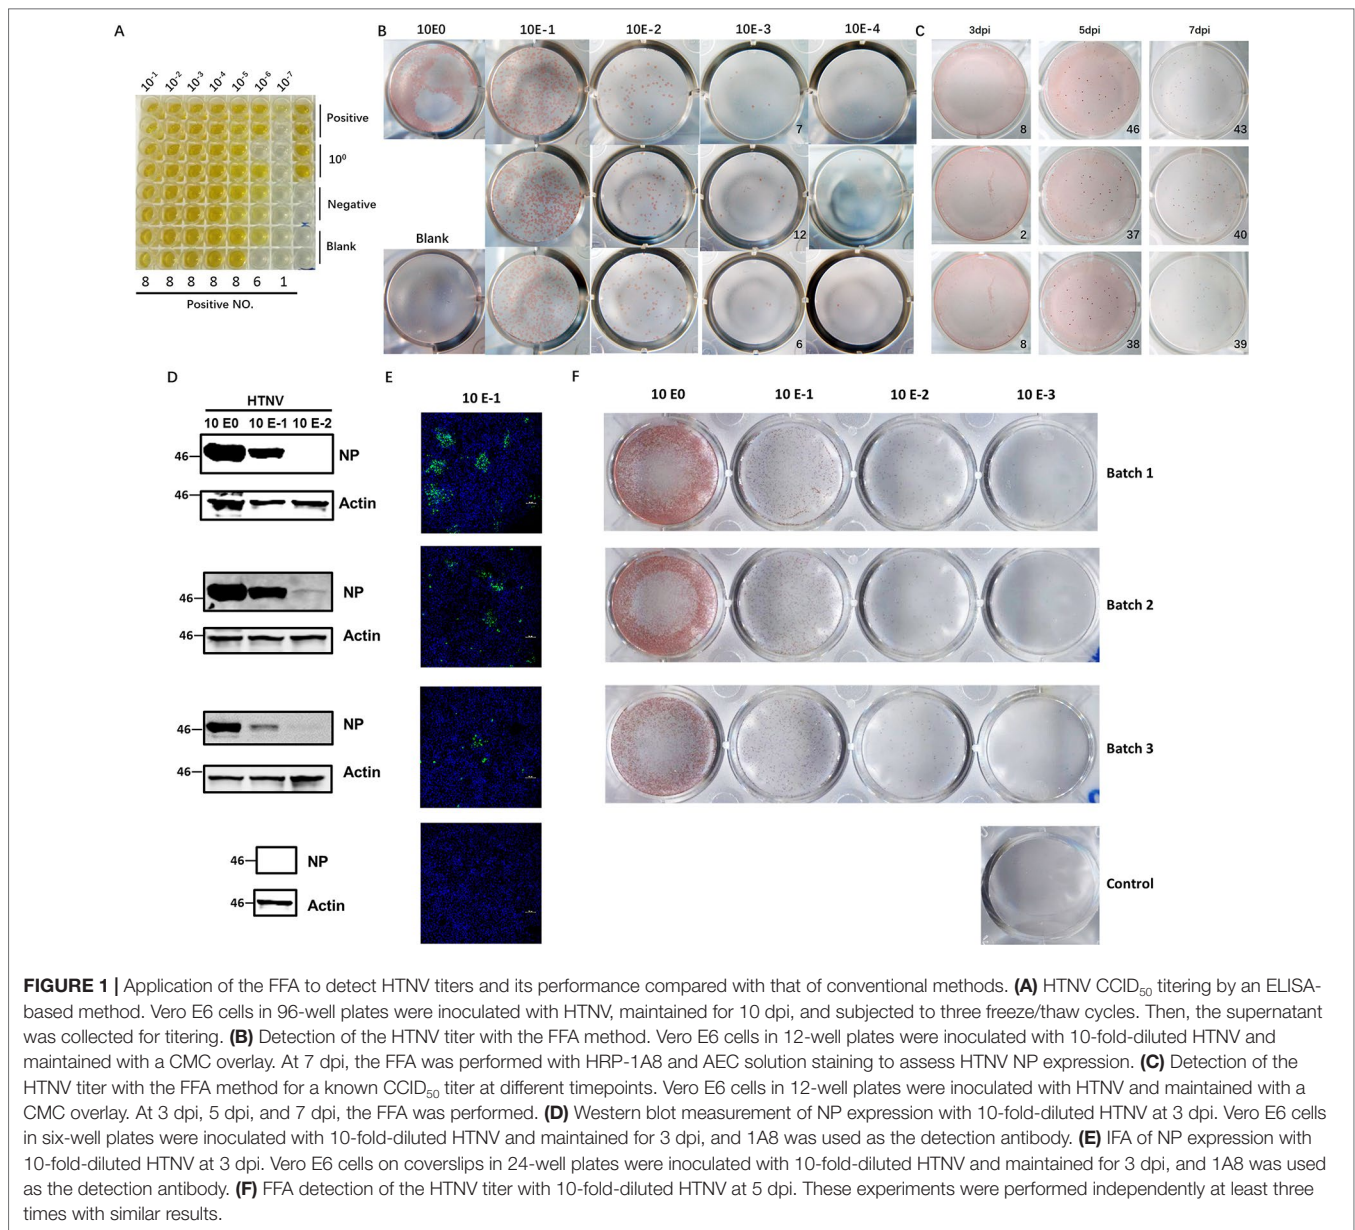 A
10-1 10-2 10-3 10-4 10-5 10-6 10-7
Positive
10⁰
Negative
Blank
8 8 8 8 8 6 1
Positive NO.
B
10E0 10E-1 10E-2 10E-3 10E-4
7
12
Blank
6
C
3dpi 5dpi 7dpi
8 46 43
2 37 40
8 38 39
D
HTNV
10 E0 10 E-1 10 E-2
46 NP
46 Actin
46 NP
46 Actin
46 NP
46 Actin
46 NP
46 Actin
E
10 E-1
F
10 E0 10 E-1 10 E-2 10 E-3
Batch 1
Batch 2
Batch 3
Control
FIGURE 1 | Application of the FFA to detect HTNV titers and its performance compared with that of conventional methods. (A) HTNV CCID50 titering by an ELISA-
based method. Vero E6 cells in 96-well plates were inoculated with HTNV, maintained for 10 dpi, and subjected to three freeze/thaw cycles. Then, the supernatant
was collected for titering. (B) Detection of the HTNV titer with the FFA method. Vero E6 cells in 12-well plates were inoculated with 10-fold-diluted HTNV and
maintained with a CMC overlay. At 7 dpi, the FFA was performed with HRP-1A8 and AEC solution staining to assess HTNV NP expression. (C) Detection of the
HTNV titer with the FFA method for a known CCID50 titer at different timepoints. Vero E6 cells in 12-well plates were inoculated with HTNV and maintained with a
CMC overlay. At 3 dpi, 5 dpi, and 7 dpi, the FFA was performed. (D) Western blot measurement of NP expression with 10-fold-diluted HTNV at 3 dpi. Vero E6 cells
in six-well plates were inoculated with 10-fold-diluted HTNV and maintained for 3 dpi, and 1A8 was used as the detection antibody. (E) IFA of NP expression with
10-fold-diluted HTNV at 3 dpi. Vero E6 cells on coverslips in 24-well plates were inoculated with 10-fold-diluted HTNV and maintained for 3 dpi, and 1A8 was used
as the detection antibody. (F) FFA detection of the HTNV titer with 10-fold-diluted HTNV at 5 dpi. These experiments were performed independently at least three
times with similar results.